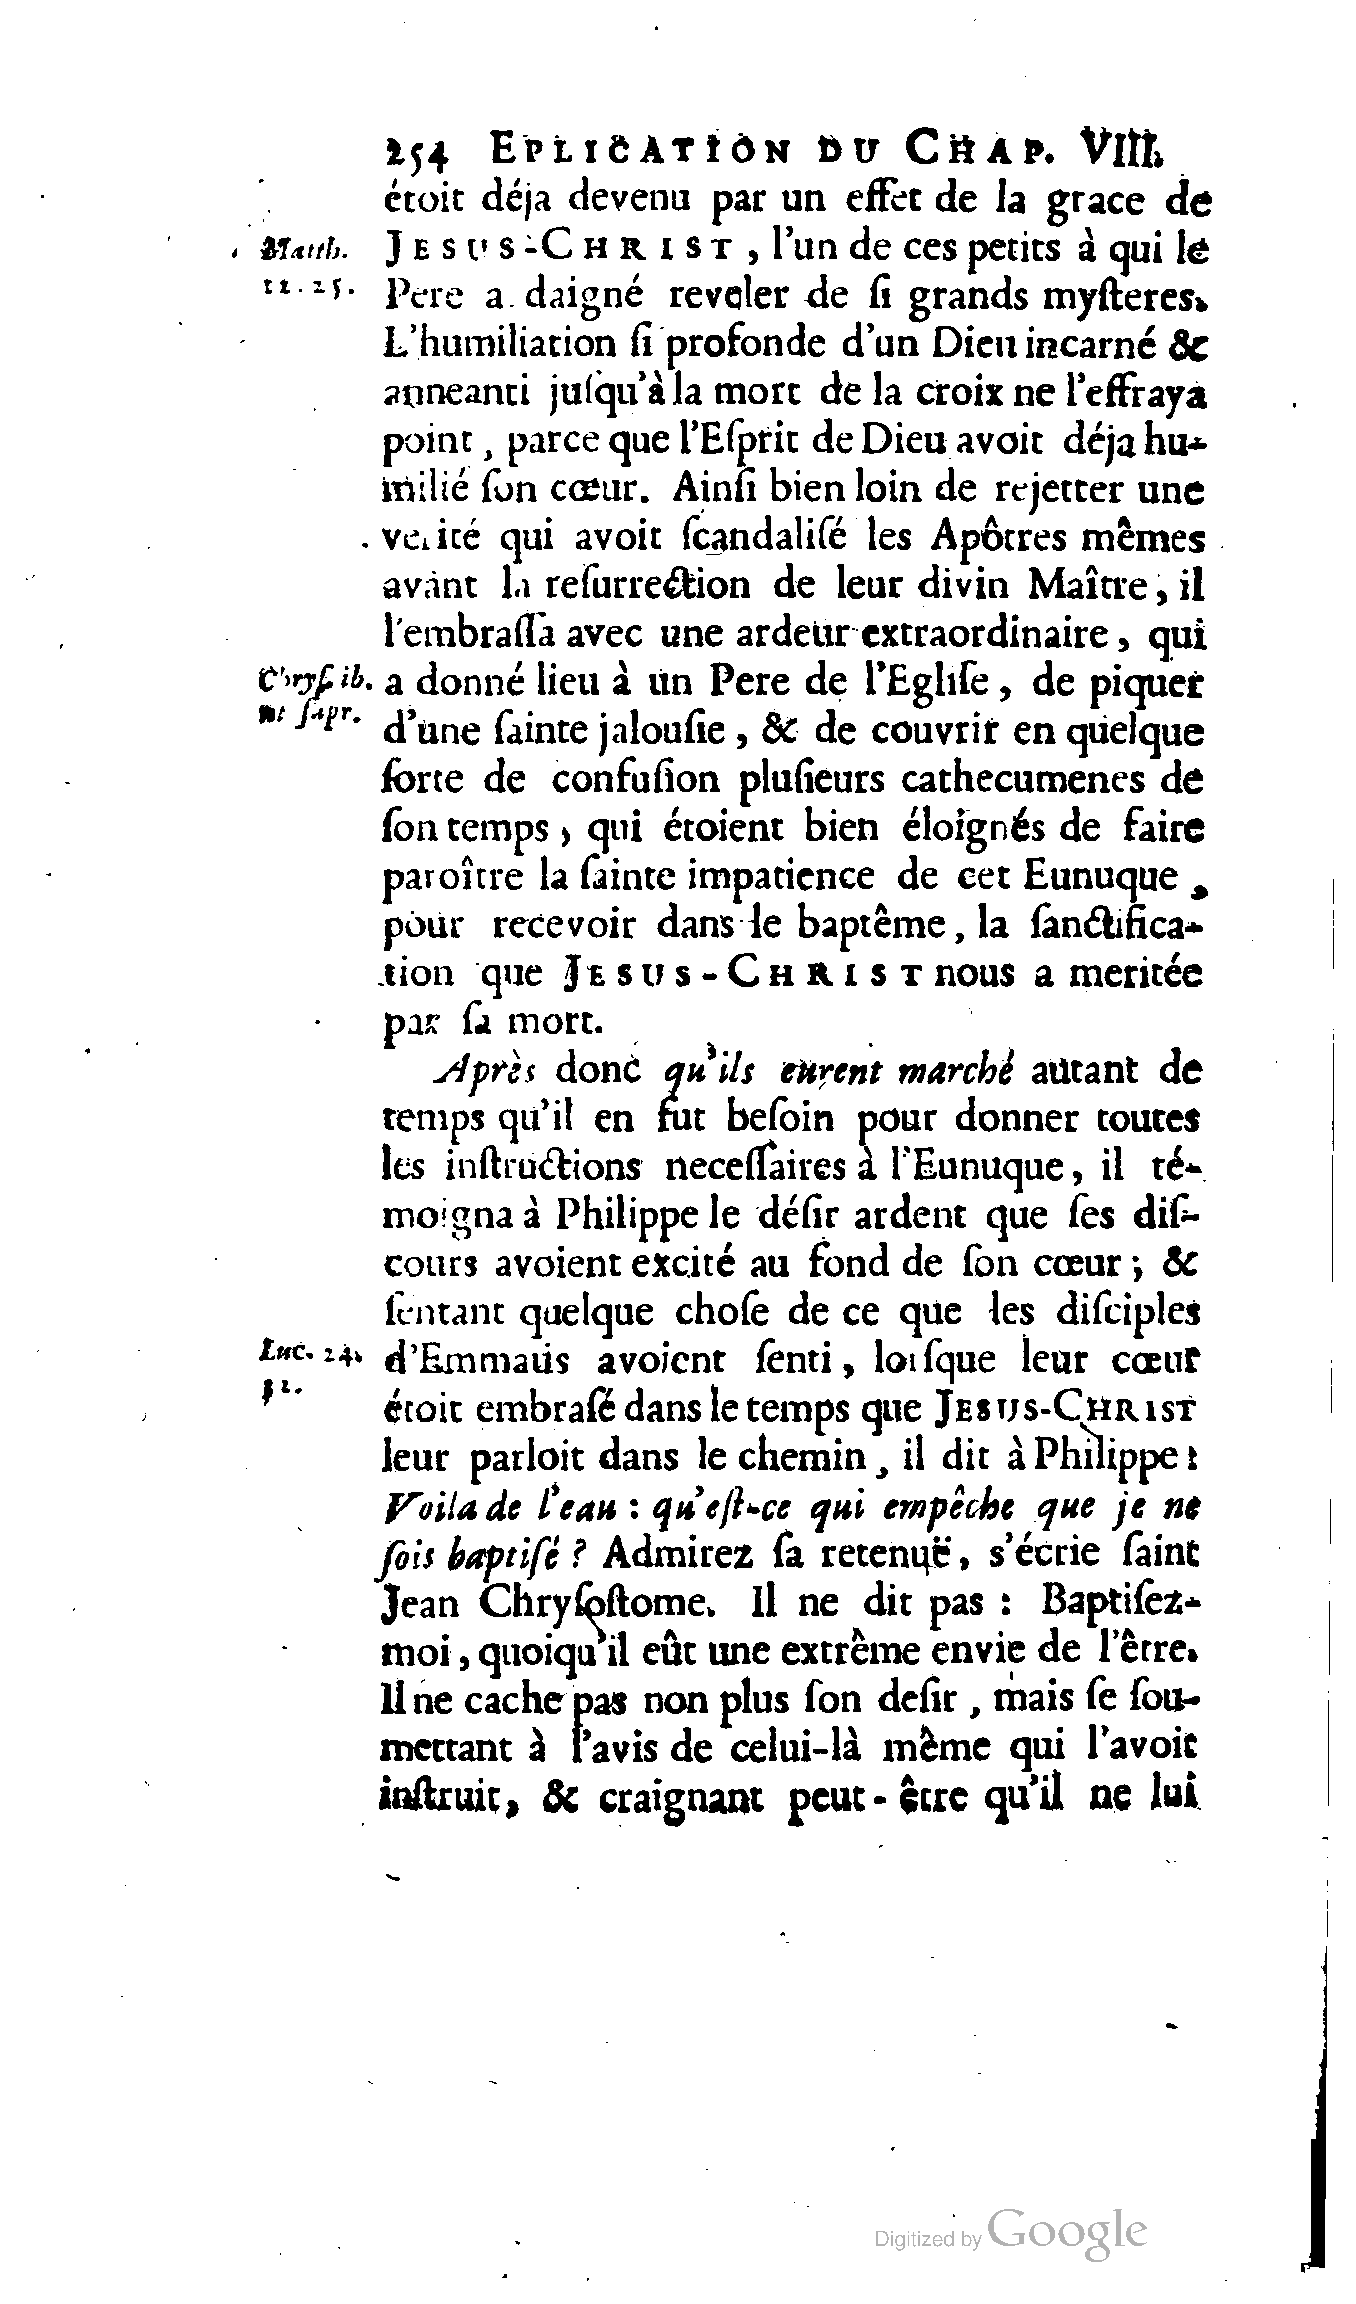 254 EPLICATION DU CHAP. VIII.
étoit déja devenu par un effet de la grace de
Matth. JESUS-CHRIST, l'un de ces petits à qui le
11.25. Pere a daigné reveler de ſi grands myſteres.
L'humiliation ſi profonde d'un Dieu incarné &
anneanti juſqu'à la mort de la croix ne l'effraya
point, parce que l'Eſprit de Dieu avoit déja hu-
milié ſon cœur. Ainſi bien loin de rejetter une
verité qui avoit ſcandaliſé les Apôtres mêmes
avant la reſurrection de leur divin Maître, il
l'embraſſa avec une ardeur extraordinaire, qui
Chryſ. ib. a donné lieu à un Pere de l'Egliſe, de piquer
ut ſupr. d'une ſainte jalouſie, & de couvrir en quelque
ſorte de confuſion pluſieurs cathecumenes de
ſon temps, qui étoient bien éloignés de faire
paroître la ſainte impatience de cet Eunuque,
pour recevoir dans le baptême, la ſanctifica-
tion que JESUS-CHRIST nous a meritée
par ſa mort.
Après donc qu'ils eurent marché autant de
temps qu'il en fut beſoin pour donner toutes
les inſtructions neceſſaires à l'Eunuque, il té-
moigna à Philippe le déſir ardent que ſes diſ-
cours avoient excité au fond de ſon cœur; &
ſentant quelque choſe de ce que les diſciples
Luc. 24. d'Emmaüs avoient ſenti, lorſque leur cœur
32. étoit embraſé dans le temps que JESUS-CHRIST
leur parloit dans le chemin, il dit à Philippe:
Voila de l'eau : qu'eſt-ce qui empêche que je ne
ſois baptiſé ? Admirez ſa retenuë, s'écrie ſaint
Jean Chryſoſtome. Il ne dit pas : Baptiſez-
moi, quoiqu'il eût une extrême envie de l'être.
Il ne cache pas non plus ſon deſir, mais ſe ſou-
mettant à l'avis de celui-là même qui l'avoit
inſtruit, & craignant peut-être qu'il ne lui
Digitized by Google